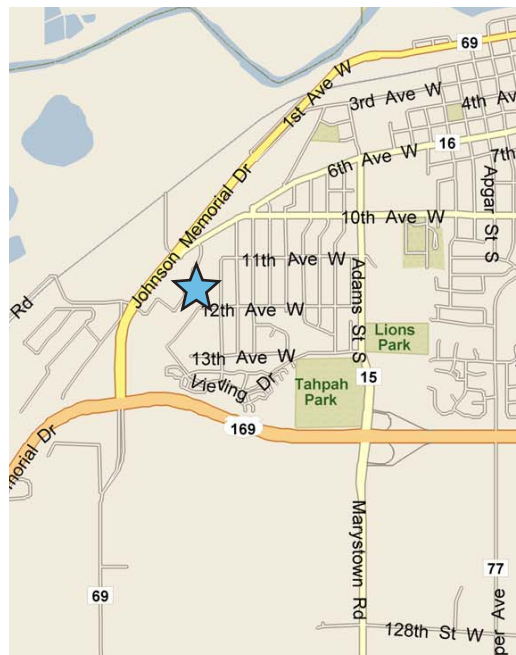 69
1st Ave W
3rd Ave W
4th Av
16
6th Ave W
7th
Apgar St S
Johnson Memorial Dr
10th Ave W
11th Ave W
Adams St S
Rd
12th Ave W
Lions
Park
13th Ave W
Vierling Dr
Tahpah
Park
15
169
morial Dr
Marystown Rd
77
69
128th St W
per Ave